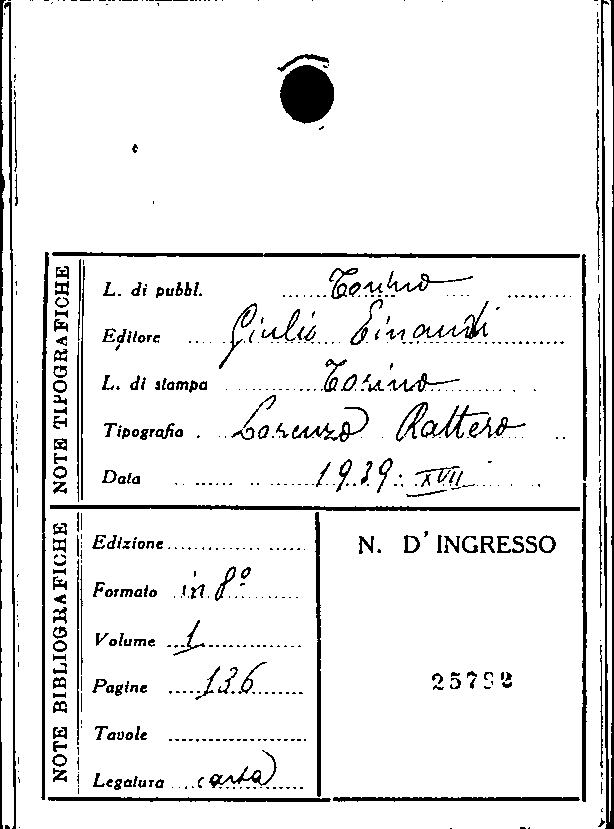 NOTE TIPOGRAFICHE
L. di pubbl. Torino
Editore Giulio Einaudi
L. di stampa Torino
Tipografia Lorenzo Rattero
Data 1939. XVII
NOTE BIBLIOGRAFICHE
Edizione
Formato in 8º
Volume 1
Pagine 136
Tavole
Legatura carta
N. D'INGRESSO
25792